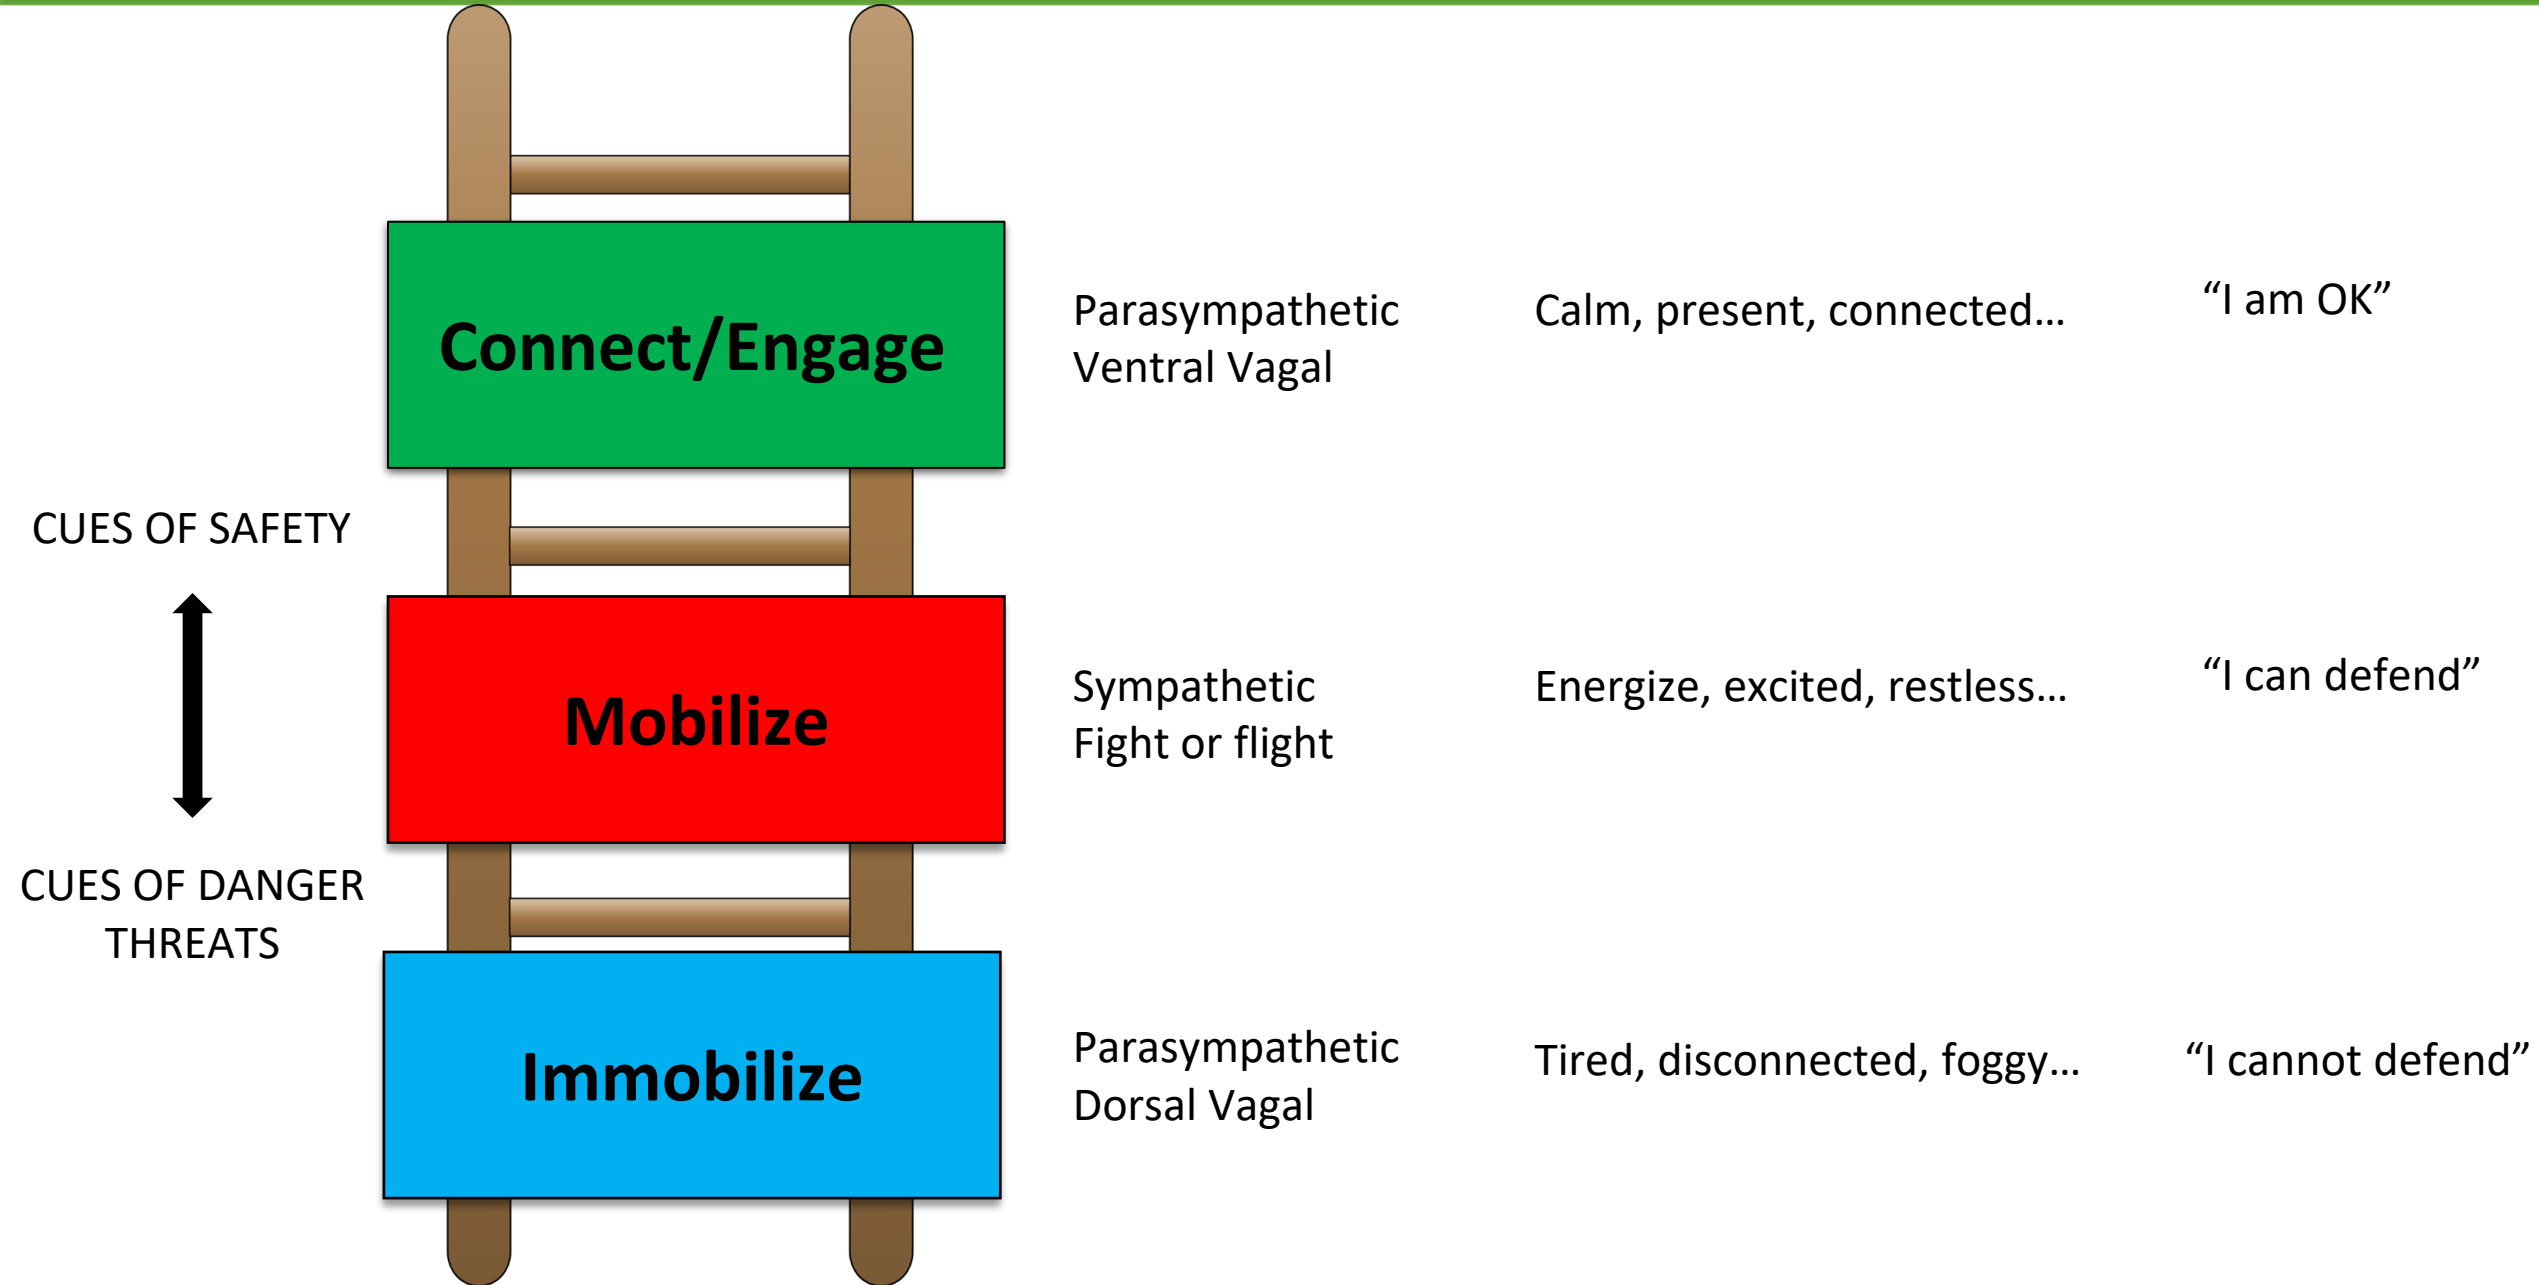 Connect/Engage
Parasympathetic
Ventral Vagal
Calm, present, connected…
“I am OK”
CUES OF SAFETY
Mobilize
Sympathetic
Fight or flight
Energize, excited, restless…
“I can defend”
CUES OF DANGER
THREATS
Immobilize
Parasympathetic
Dorsal Vagal
Tired, disconnected, foggy…
“I cannot defend”